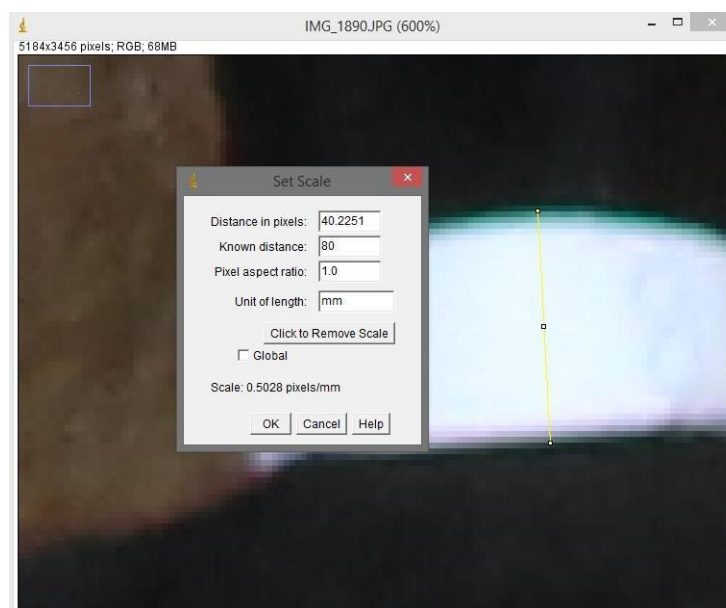 IMG_1890.JPG (600%)
5184x3456 pixels; RGB; 68MB
Set Scale
Distance in pixels: 40.2251
Known distance: 80
Pixel aspect ratio: 1.0
Unit of length: mm
Click to Remove Scale
Global
Scale: 0.5028 pixels/mm
OK Cancel Help